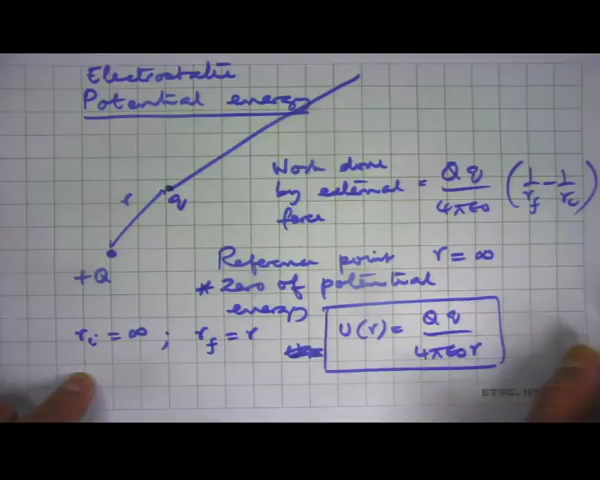 Electrostatic
Potential energy
Work done
by external = Qq/4πε0 (1/rf − 1/ri)
force
r
q
+Q
Reference point r = ∞
* Zero of potential
energy
ri = ∞ ; rf = r
U(r) = Qq/4πε0r